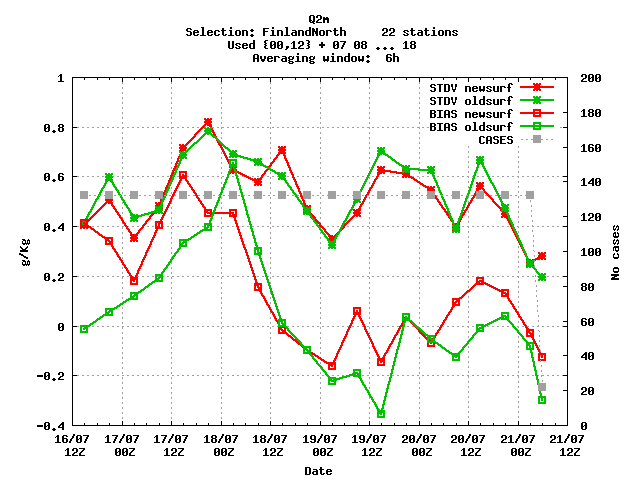 Q2m
Selection: FinlandNorth     22 stations
Used {00,12} + 07 08 ... 18
Averaging window:  6h
STDV newsurf
STDV oldsurf
BIAS newsurf
BIAS oldsurf
CASES
1
0.8
0.6
0.4
0.2
0
-0.2
-0.4
g/Kg
200
180
160
140
120
100
80
60
40
20
0
No cases
16/07 17/07 17/07 18/07 18/07 19/07 19/07 20/07 20/07 21/07 21/07
12Z 00Z 12Z 00Z 12Z 00Z 12Z 00Z 12Z 00Z 12Z
Date